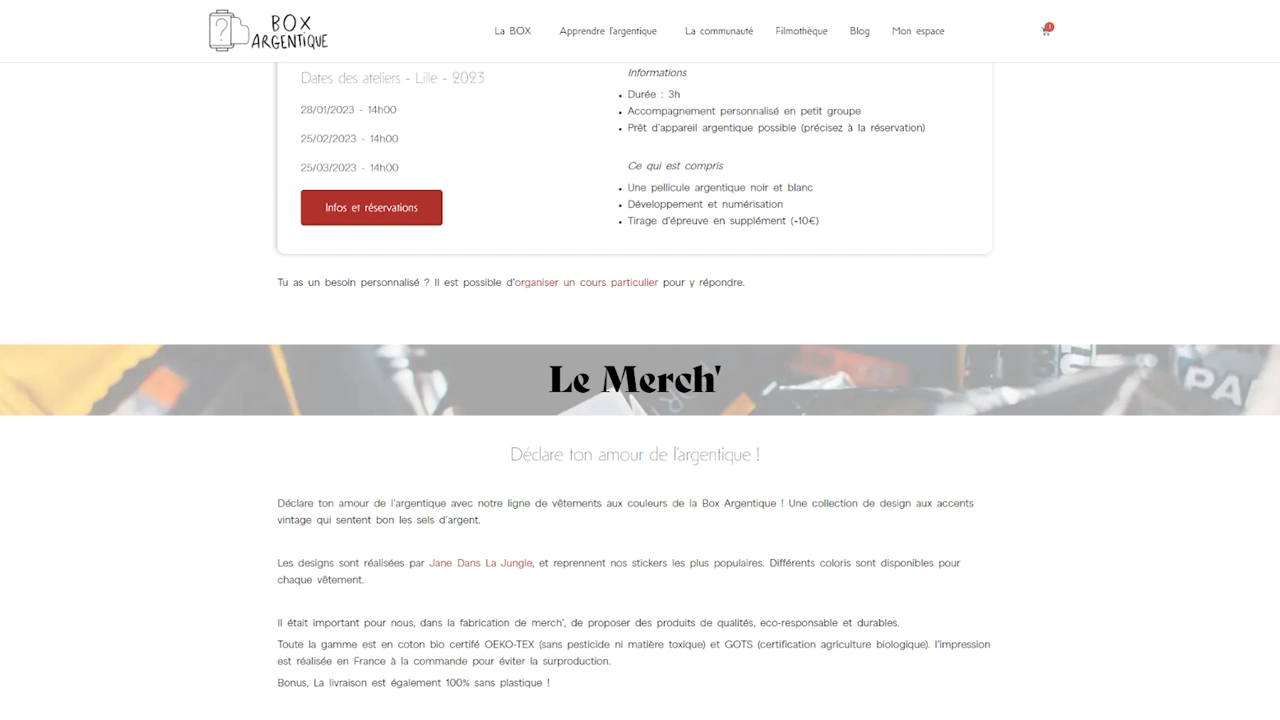 BOX
ARGENTIQUE
La BOX
Apprendre l'argentique
La communauté
Filmothèque
Blog
Mon espace
1
Dates des ateliers - Lille - 2023
28/01/2023 - 14h00
25/02/2023 - 14h00
25/03/2023 - 14h00
Infos et réservations
Informations
Durée : 3h
Accompagnement personnalisé en petit groupe
Prêt d'appareil argentique possible (précisez à la réservation)
Ce qui est compris
Une pellicule argentique noir et blanc
Développement et numérisation
Tirage d'épreuve en supplément (+10€)
Tu as un besoin personnalisé ? Il est possible d'organiser un cours particulier pour y répondre.
Le Merch'
PA
Déclare ton amour de l'argentique !
Déclare ton amour de l'argentique avec notre ligne de vêtements aux couleurs de la Box Argentique ! Une collection de design aux accents
vintage qui sentent bon les sels d'argent.
Les designs sont réalisées par Jane Dans La Jungle, et reprennent nos stickers les plus populaires. Différents coloris sont disponibles pour
chaque vêtement.
Il était important pour nous, dans la fabrication de merch', de proposer des produits de qualités, eco-responsable et durables.
Toute la gamme est en coton bio certifé OEKO-TEX (sans pesticide ni matière toxique) et GOTS (certification agriculture biologique). l'impression
est réalisée en France à la commande pour éviter la surproduction.
Bonus, La livraison est également 100% sans plastique !